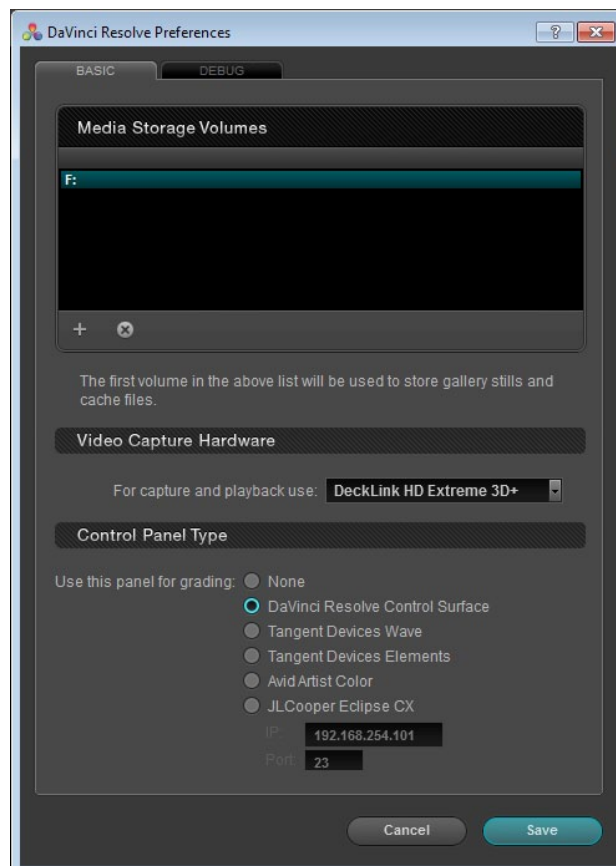 DaVinci Resolve Preferences
BASIC
DEBUG
Media Storage Volumes
F:
The first volume in the above list will be used to store gallery stills and
cache files.
Video Capture Hardware
For capture and playback use: DeckLink HD Extreme 3D+
Control Panel Type
Use this panel for grading: None
DaVinci Resolve Control Surface
Tangent Devices Wave
Tangent Devices Elements
Avid Artist Color
JLCooper Eclipse CX
IP: 192.168.254.101
Port: 23
Cancel
Save